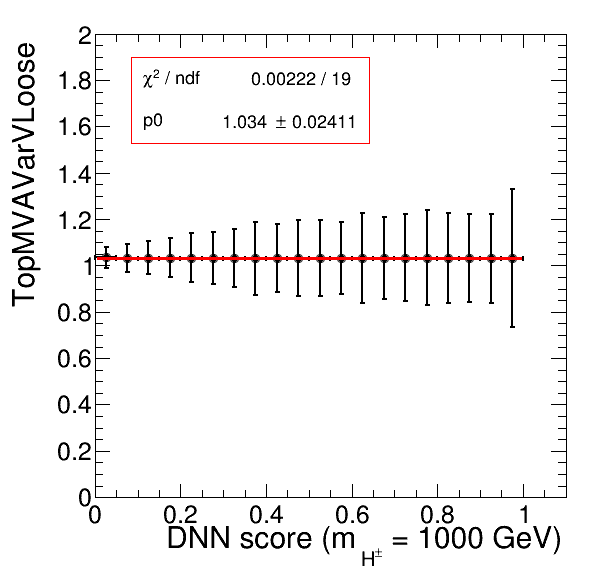 TopMVAVarVLoose
χ² / ndf 0.00222 / 19
p0 1.034 ± 0.02411
2
1.8
1.6
1.4
1.2
1
0.8
0.6
0.4
0.2
0
0 0.2 0.4 0.6 0.8 1
DNN score (m_H± = 1000 GeV)